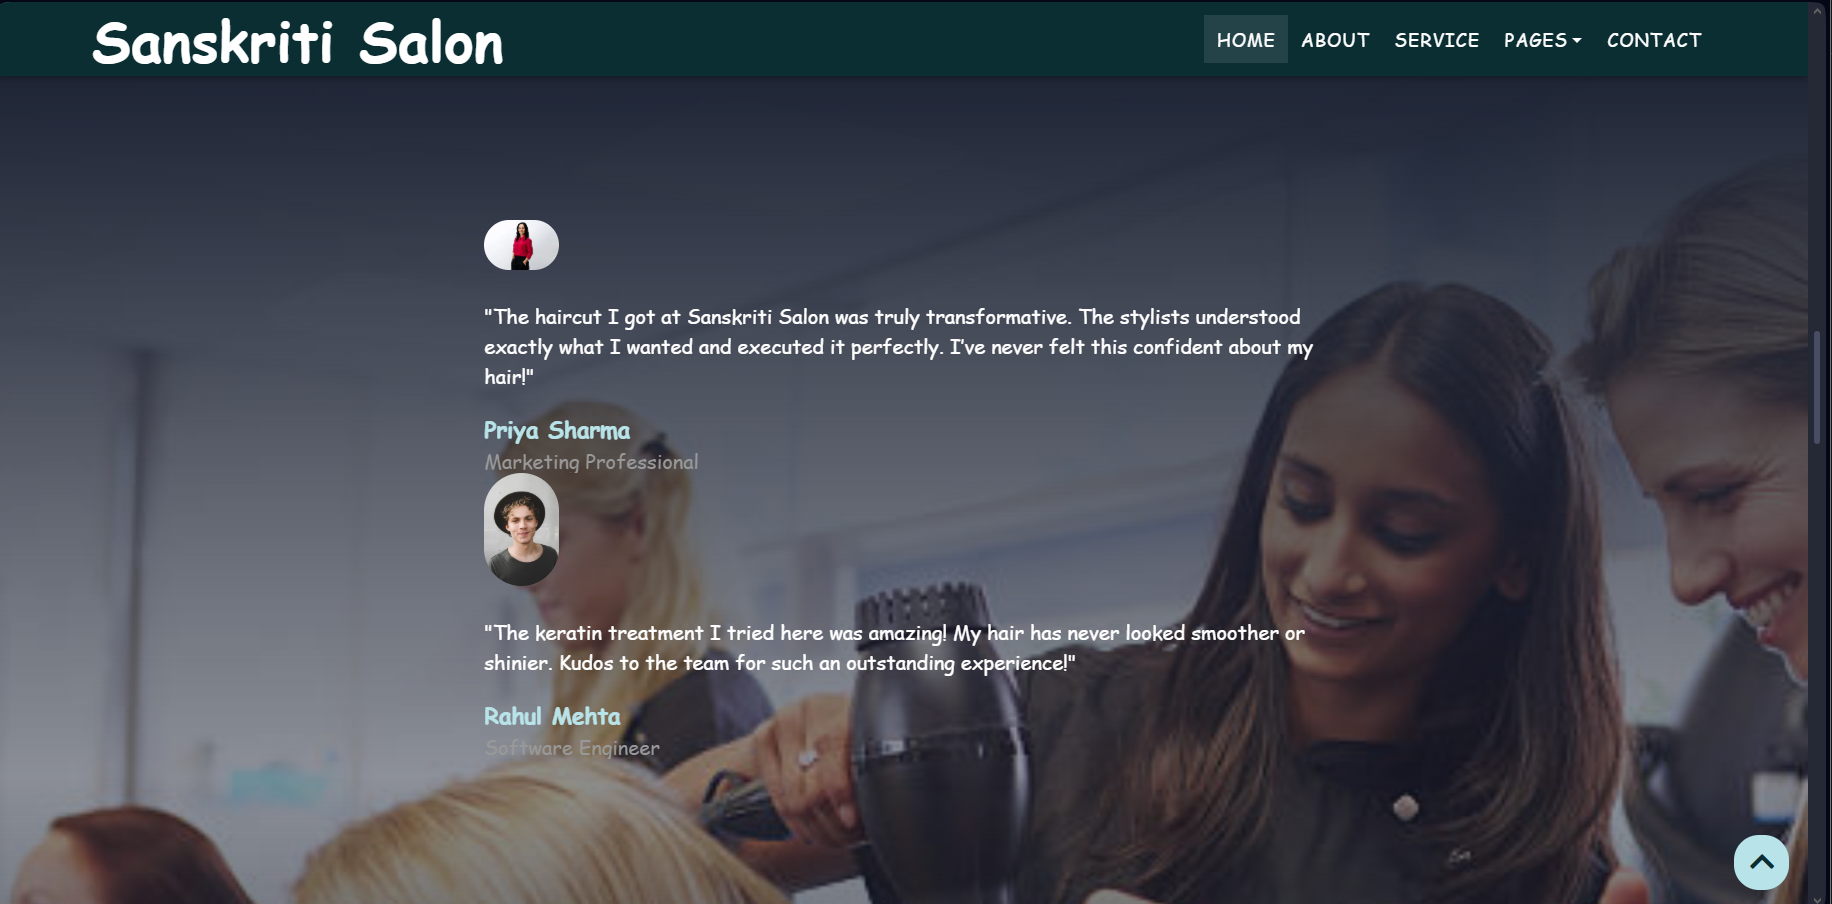 Sanskriti Salon
HOME ABOUT SERVICE PAGES CONTACT
"The haircut I got at Sanskriti Salon was truly transformative. The stylists understood
exactly what I wanted and executed it perfectly. I've never felt this confident about my
hair!"
Priya Sharma
Marketing Professional
"The keratin treatment I tried here was amazing! My hair has never looked smoother or
shinier. Kudos to the team for such an outstanding experience!"
Rahul Mehta
Software Engineer